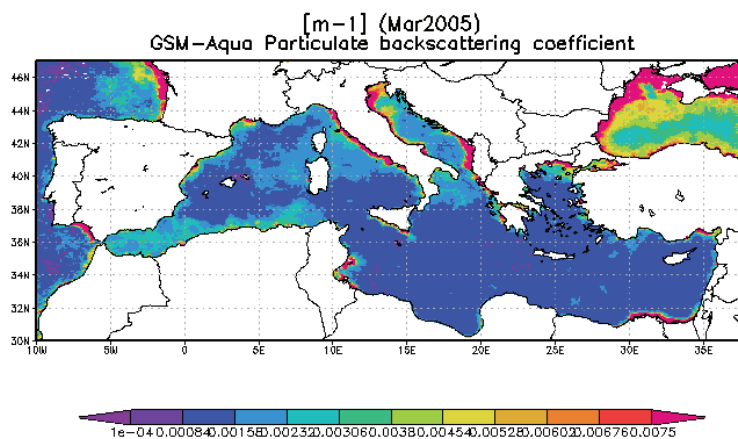 [m-1] (Mar2005)
GSM-Aqua Particulate backscattering coefficient
46N
44N
42N
40N
38N
36N
34N
32N
30N
10W 5W 0 5E 10E 15E 20E 25E 30E 35E
1e-04 0.00084 0.00158 0.00232 0.00306 0.0038 0.00454 0.00528 0.00602 0.00676 0.0075